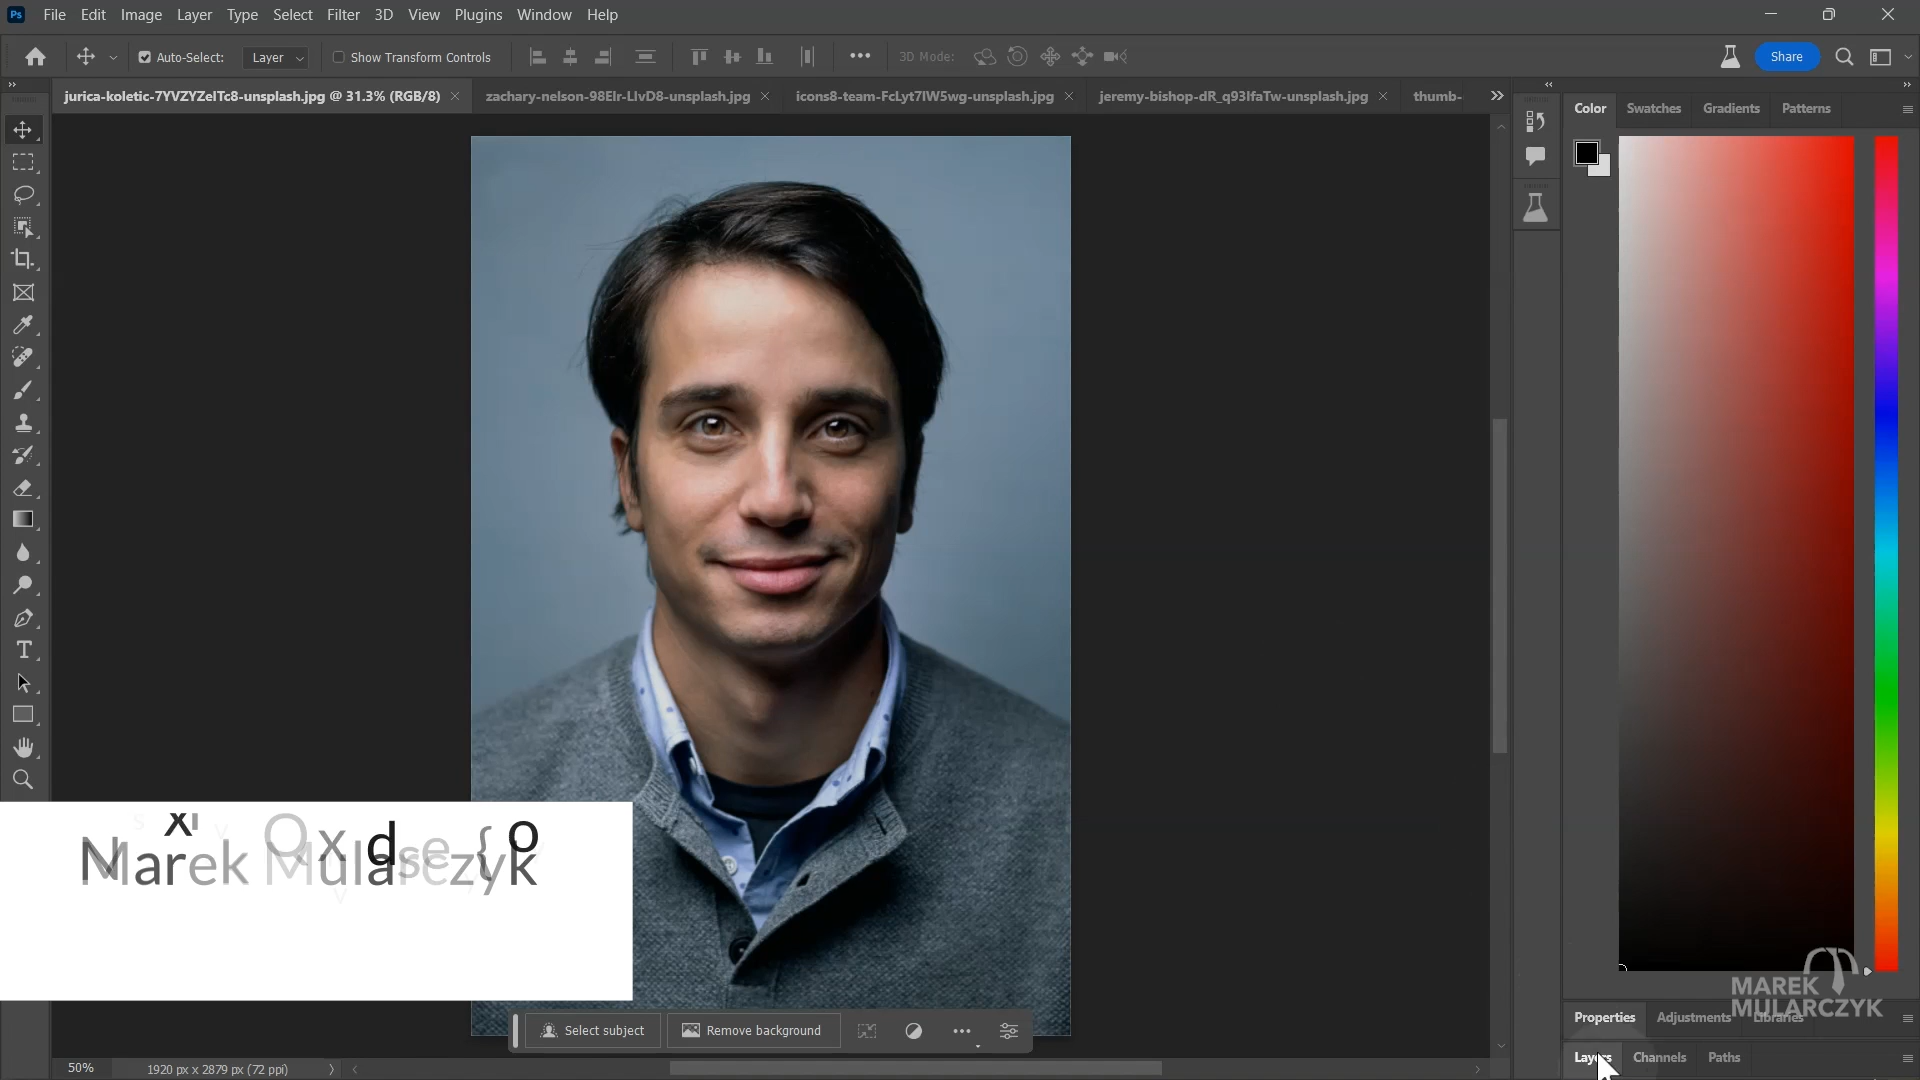 Ps File Edit Image Layer Type Select Filter 3D View Plugins Window Help
Auto-Select: Layer Show Transform Controls 3D Mode: Share
jurica-koletic-7YVZYZeITc8-unsplash.jpg @ 31.3% (RGB/8) zachary-nelson-98Elr-LIvD8-unsplash.jpg icons8-team-FcLyt7lW5wg-unsplash.jpg jeremy-bishop-dR_q93lfaTw-unsplash.jpg thumb-
Color Swatches Gradients Patterns
Marek Mularczyk
Select subject Remove background
MAREK
MULARCZYK
Properties Adjustments Libraries
Layers Channels Paths
50% 1920 px x 2879 px (72 ppi)